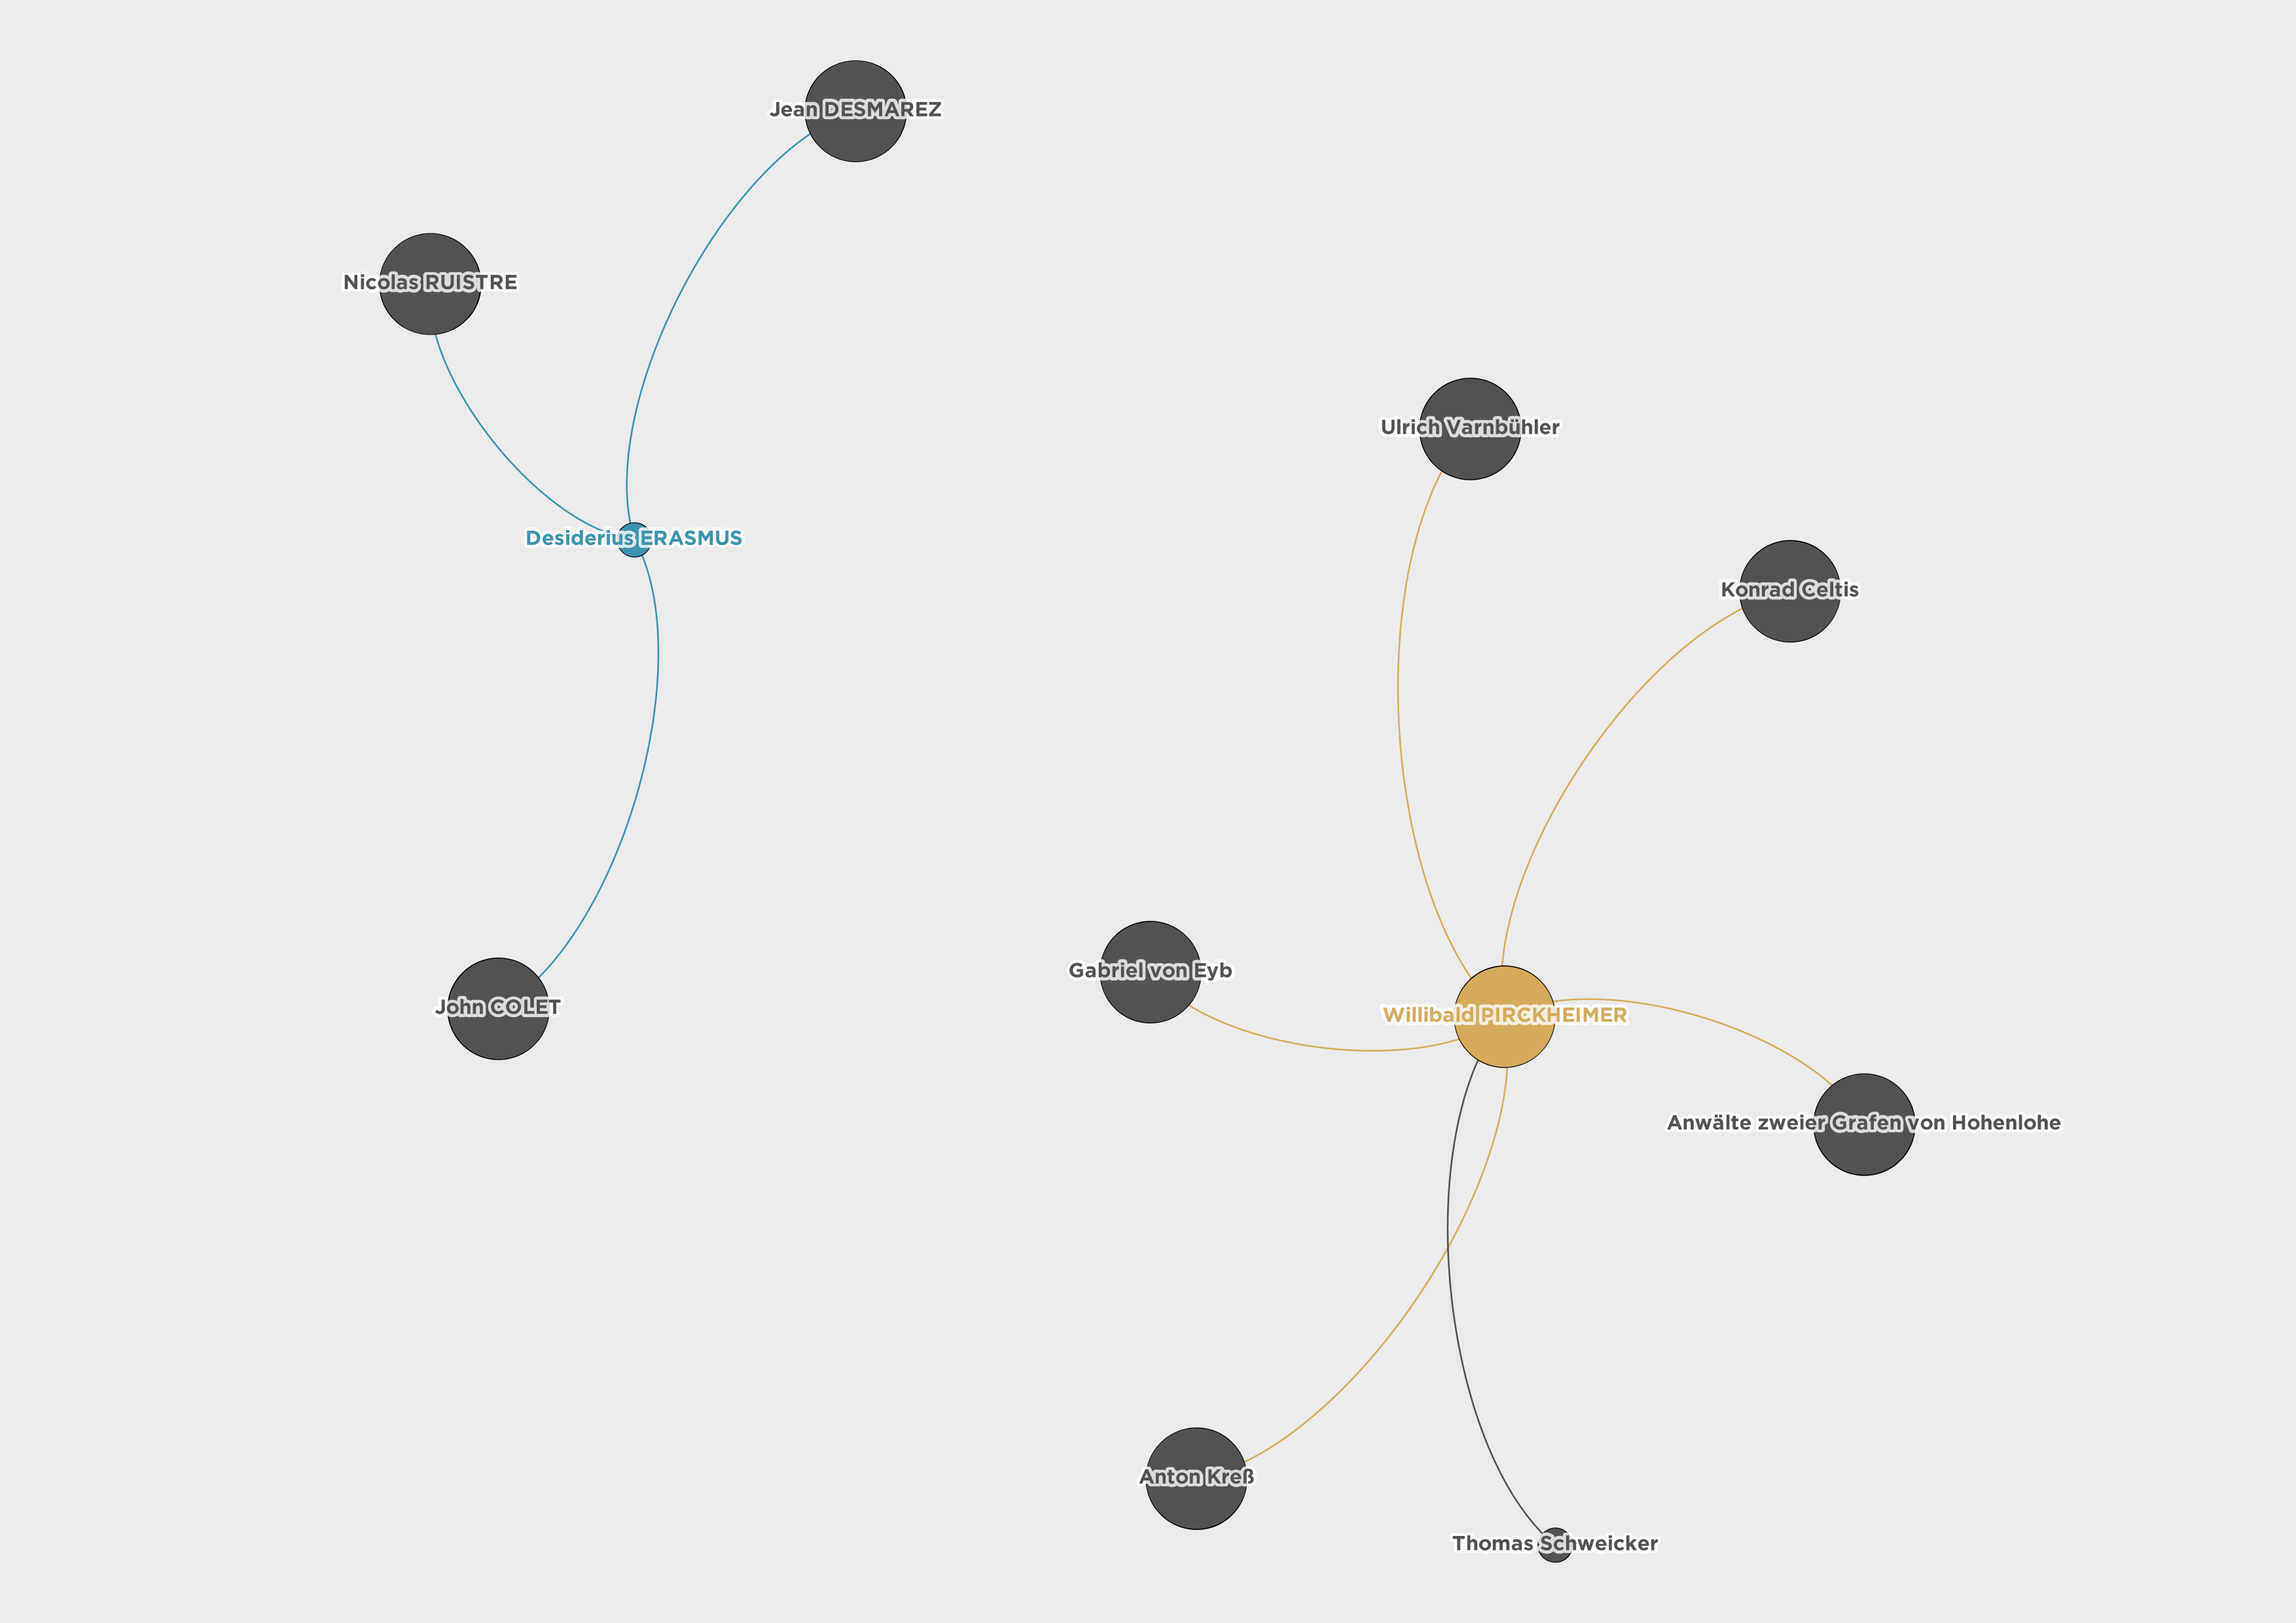 Jean DESMAREZ
Nicolas RUISTRE
Ulrich Varnbühler
Desiderius ERASMUS
Konrad Celtis
Gabriel von Eyb
John COLET
Willibald PIRCKHEIMER
Anwälte zweier Grafen von Hohenlohe
Anton Kreß
Thomas Schweicker